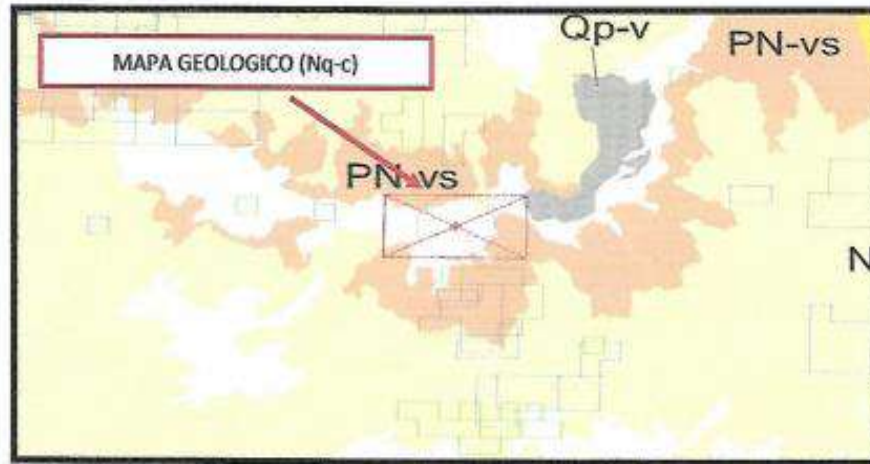 Qp-v
PN-vs
MAPA GEOLOGICO (Nq-c)
PN-vs
N